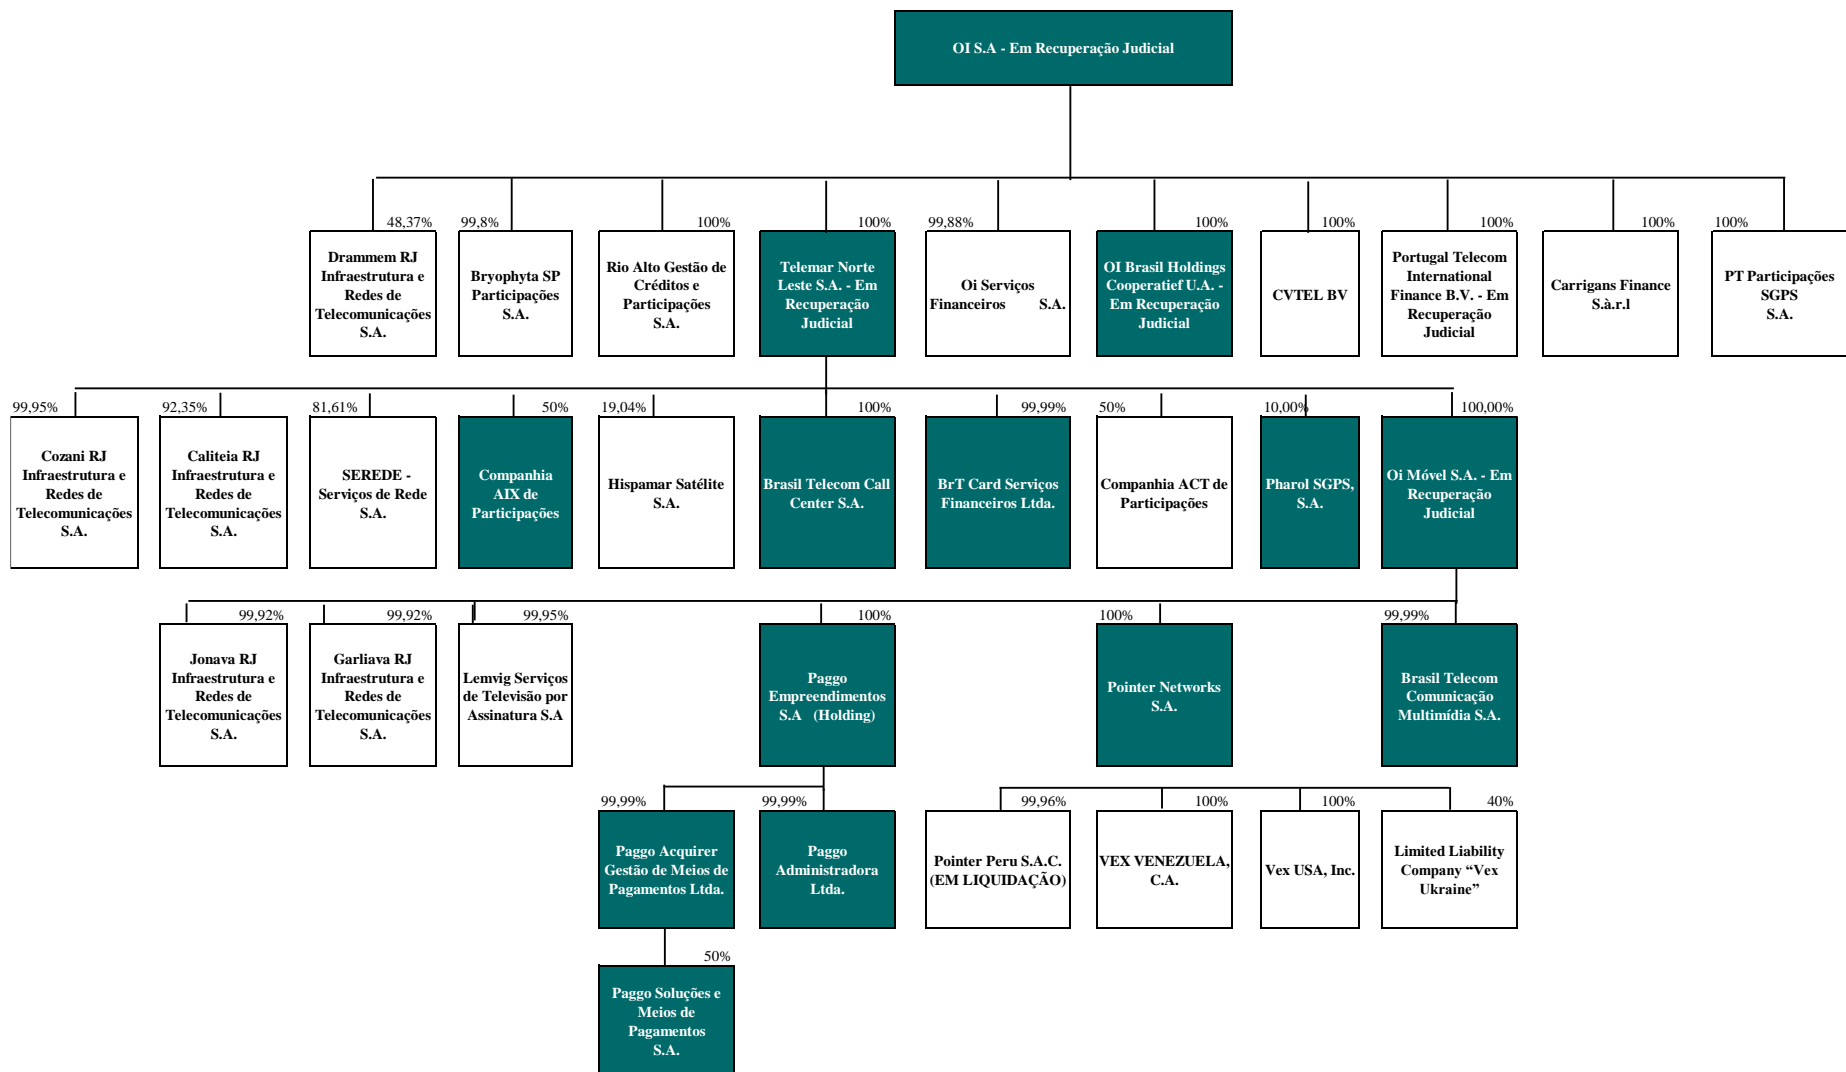 OI S.A - Em Recuperação Judicial
48,37%
Drammem RJ
Infraestrutura e
Redes de
Telecomunicações
S.A.
99,8%
Bryophyta SP
Participações
S.A.
100%
Rio Alto Gestão de
Créditos e
Participações
S.A.
100%
Telemar Norte
Leste S.A. - Em
Recuperação
Judicial
99,88%
Oi Serviços
Financeiros S.A.
100%
OI Brasil Holdings
Cooperatief U.A. -
Em Recuperação
Judicial
100%
CVTEL BV
100%
Portugal Telecom
International
Finance B.V. - Em
Recuperação
Judicial
100%
Carrigans Finance
S.à.r.l
100%
PT Participações
SGPS
S.A.
99,95%
Cozani RJ
Infraestrutura e
Redes de
Telecomunicações
S.A.
92,35%
Caliteia RJ
Infraestrutura e
Redes de
Telecomunicações
S.A.
81,61%
SEREDE -
Serviços de Rede
S.A.
50%
Companhia
AIX de
Participações
19,04%
Hispamar Satélite
S.A.
100%
Brasil Telecom Call
Center S.A.
99,99%
BrT Card Serviços
Financeiros Ltda.
50%
Companhia ACT de
Participações
10,00%
Pharol SGPS,
S.A.
100,00%
Oi Móvel S.A. - Em
Recuperação
Judicial
99,92%
Jonava RJ
Infraestrutura e
Redes de
Telecomunicações
S.A.
99,92%
Garliava RJ
Infraestrutura e
Redes de
Telecomunicações
S.A.
99,95%
Lemvig Serviços
de Televisão por
Assinatura S.A
100%
Paggo
Empreendimentos
S.A (Holding)
100%
Pointer Networks
S.A.
99,99%
Brasil Telecom
Comunicação
Multimídia S.A.
99,99%
Paggo Acquirer
Gestão de Meios de
Pagamentos Ltda.
99,99%
Paggo
Administradora
Ltda.
99,96%
Pointer Peru S.A.C.
(EM LIQUIDAÇÃO)
100%
VEX VENEZUELA,
C.A.
100%
Vex USA, Inc.
40%
Limited Liability
Company “Vex
Ukraine”
50%
Paggo Soluções e
Meios de
Pagamentos
S.A.